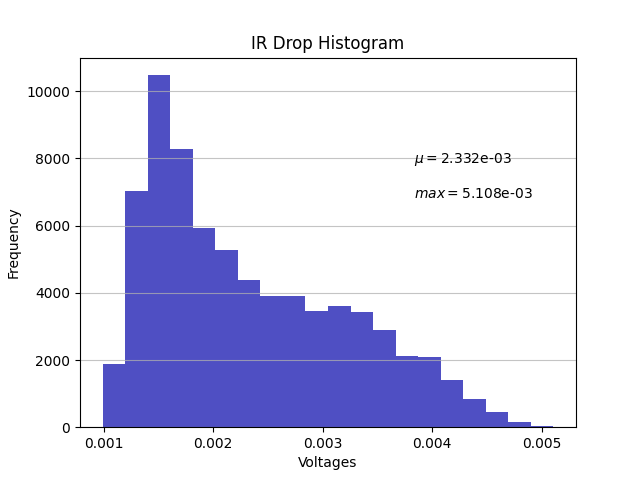 IR Drop Histogram
10000
8000
6000
4000
2000
0
Frequency
μ = 2.332e-03
max = 5.108e-03
0.001 0.002 0.003 0.004 0.005
Voltages